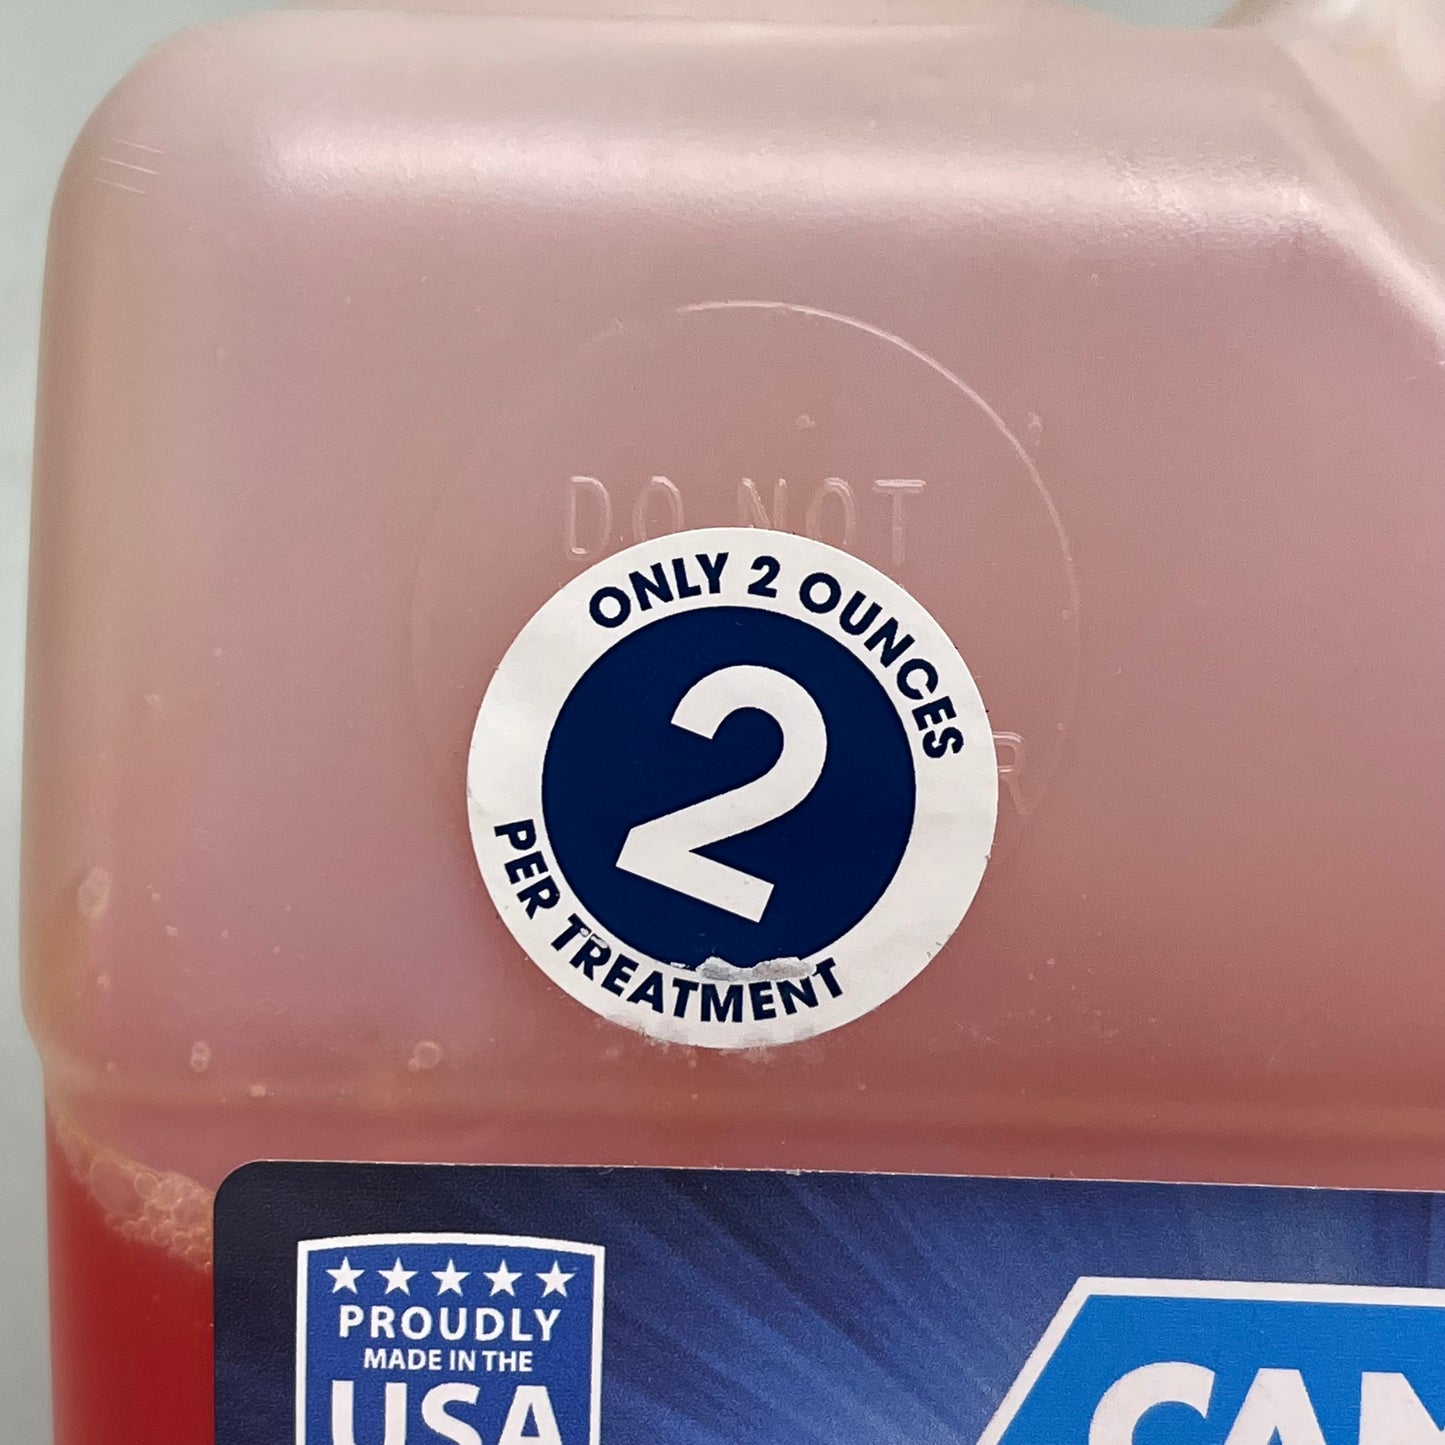 DO NOT
ONLY 2 OUNCES
2
PER TREATMENT
PROUDLY
MADE IN THE
USA